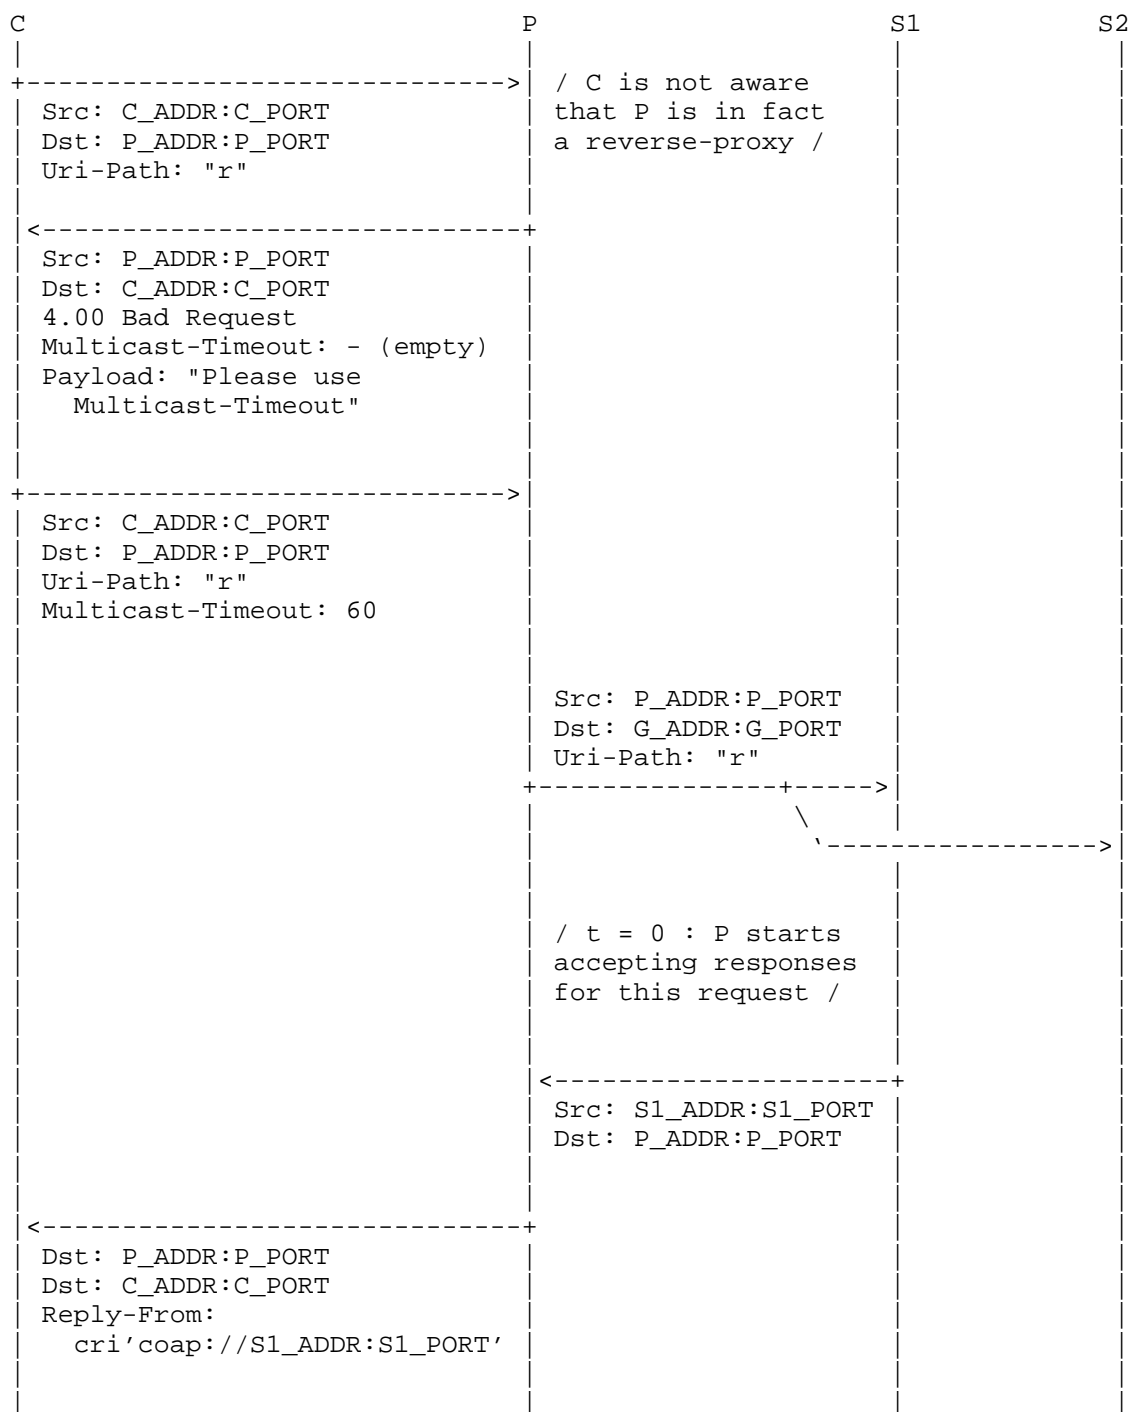 C P S1 S2
/ C is not aware
Src: C_ADDR:C_PORT that P is in fact
Dst: P_ADDR:P_PORT a reverse-proxy /
Uri-Path: "r"
Src: P_ADDR:P_PORT
Dst: C_ADDR:C_PORT
4.00 Bad Request
Multicast-Timeout: - (empty)
Payload: "Please use
Multicast-Timeout"
Src: C_ADDR:C_PORT
Dst: P_ADDR:P_PORT
Uri-Path: "r"
Multicast-Timeout: 60
Src: P_ADDR:P_PORT
Dst: G_ADDR:G_PORT
Uri-Path: "r"
/ t = 0 : P starts
accepting responses
for this request /
Src: S1_ADDR:S1_PORT
Dst: P_ADDR:P_PORT
Dst: P_ADDR:P_PORT
Dst: C_ADDR:C_PORT
Reply-From:
cri’coap://S1_ADDR:S1_PORT’